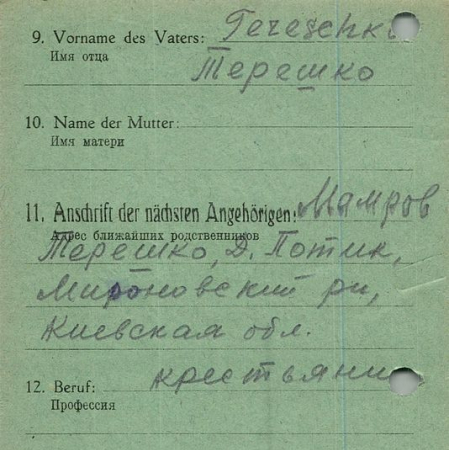 9. Vorname des Vaters: Tereschko
Имя отца
Терешко
10. Name der Mutter:
Имя матери
11. Anschrift der nächsten Angehörigen: Мамров
Адрес ближайших родственников
Терешко, Д. Потик,
Мироновский рн,
Киевская обл.
12. Beruf: крестьянин
Профессия